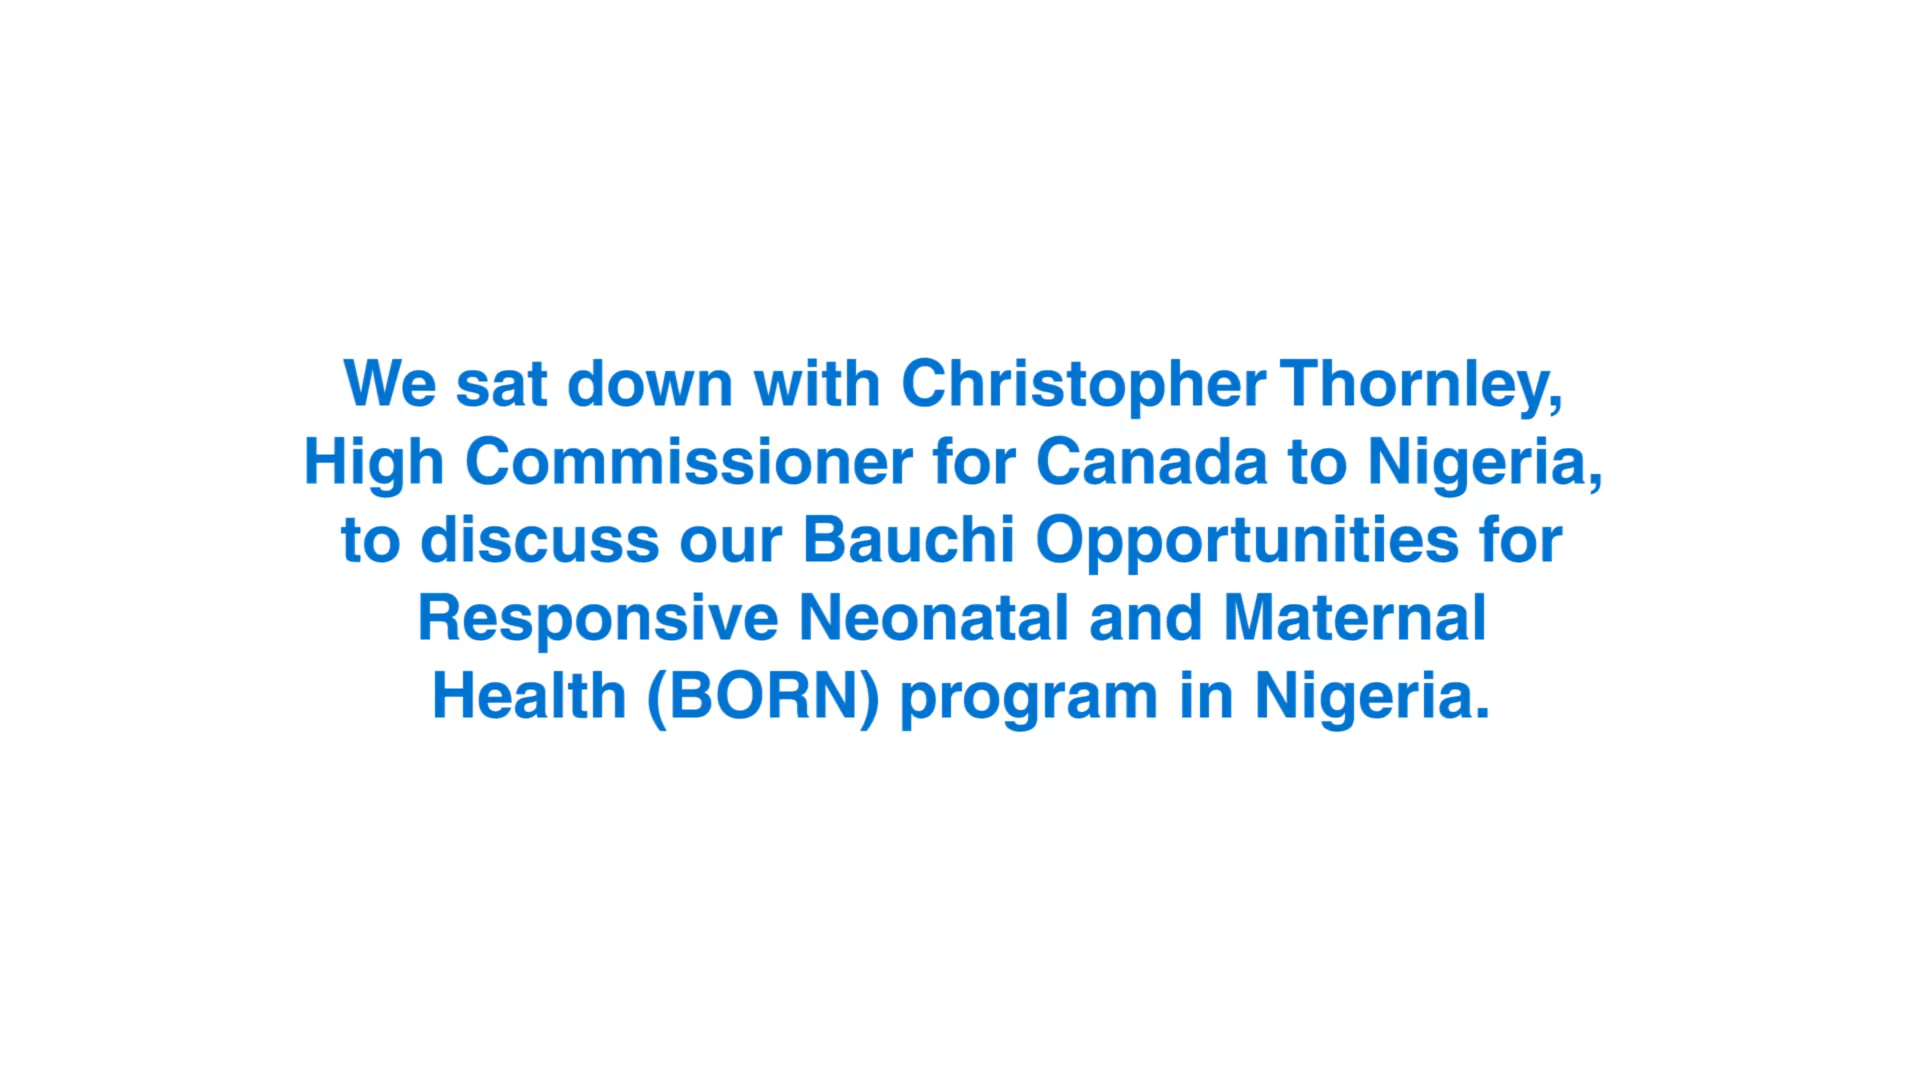 We sat down with Christopher Thornley,
High Commissioner for Canada to Nigeria,
to discuss our Bauchi Opportunities for
Responsive Neonatal and Maternal
Health (BORN) program in Nigeria.